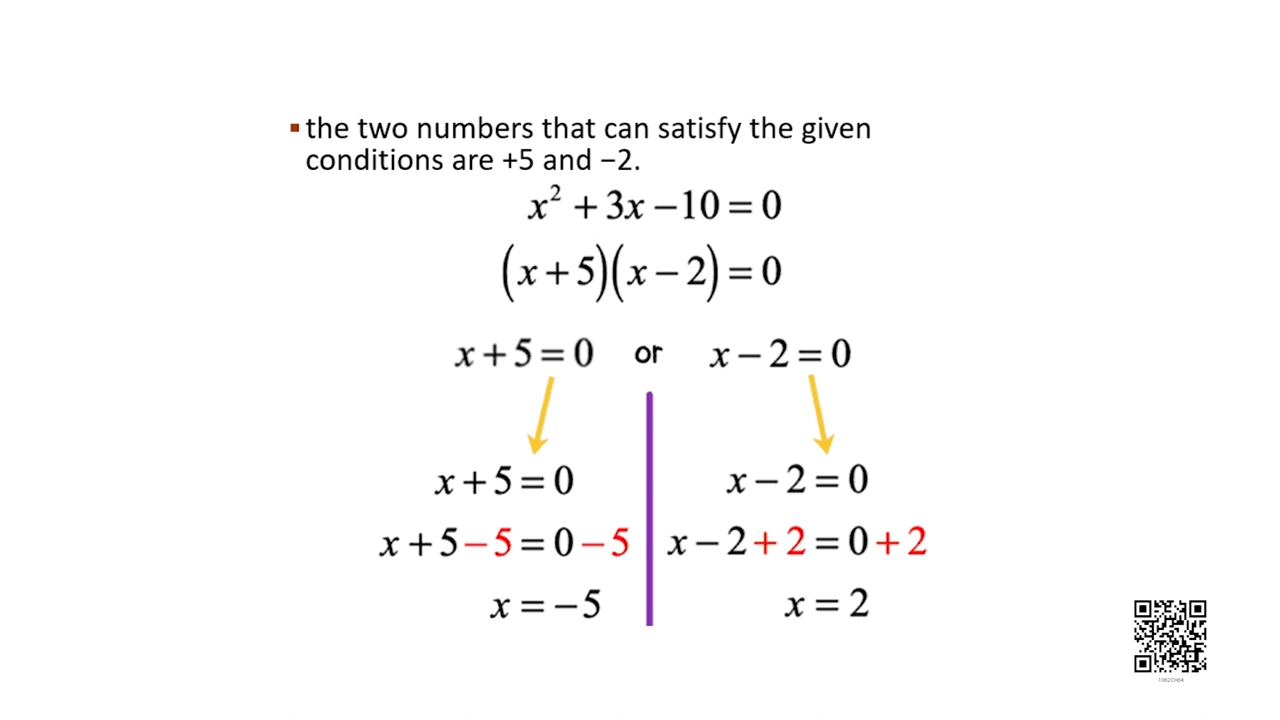 ▪ the two numbers that can satisfy the given
conditions are +5 and −2.
x² + 3x − 10 = 0
(x + 5)(x − 2) = 0
x + 5 = 0 or x − 2 = 0
x + 5 = 0
x + 5 − 5 = 0 − 5
x = −5
x − 2 = 0
x − 2 + 2 = 0 + 2
x = 2
1062CH04